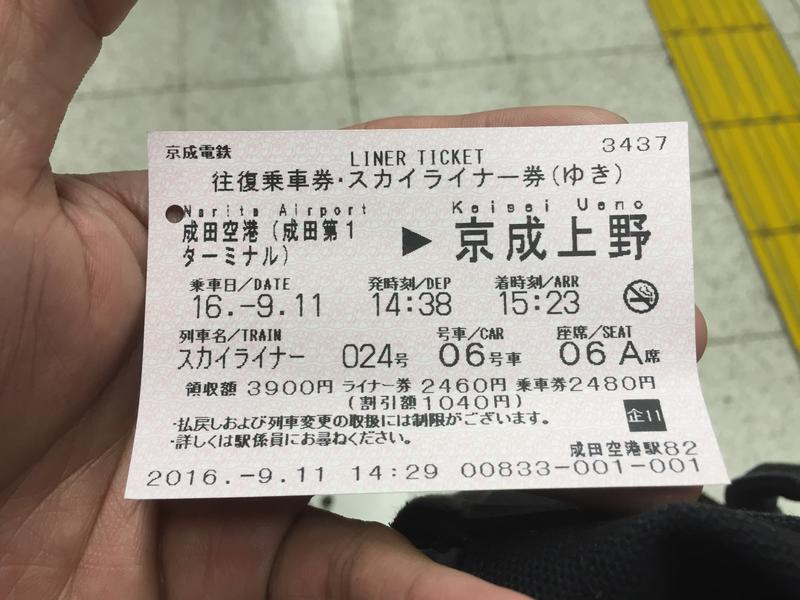 京成電鉄
LINER TICKET
3437
往復乗車券・スカイライナー券(ゆき)
Narita Airport
Keisei Ueno
成田空港(成田第1
ターミナル)
▶
京成上野
乗車日/DATE 発時刻/DEP 着時刻/ARR
16.-9.11 14:38 15:23
列車名/TRAIN 号車/CAR 座席/SEAT
スカイライナー 024号 06号車 06A席
領収額 3900円 ライナー券 2460円 乗車券2480円
(割引額1040円)
・払戻しおよび列車変更の取扱には制限がございます。
・詳しくは駅係員にお尋ねください。
企11
成田空港駅82
2016.-9.11 14:29 00833-001-001